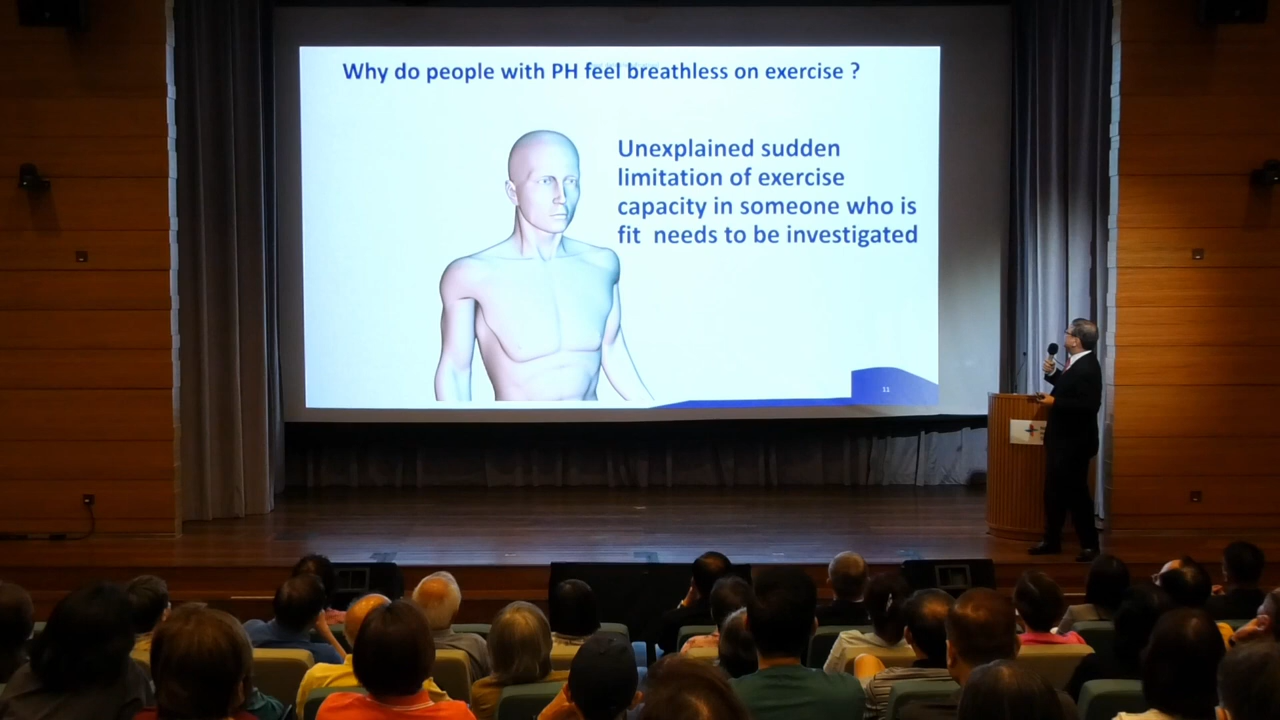 Why do people with PH feel breathless on exercise ?
Unexplained sudden
limitation of exercise
capacity in someone who is
fit  needs to be investigated
11